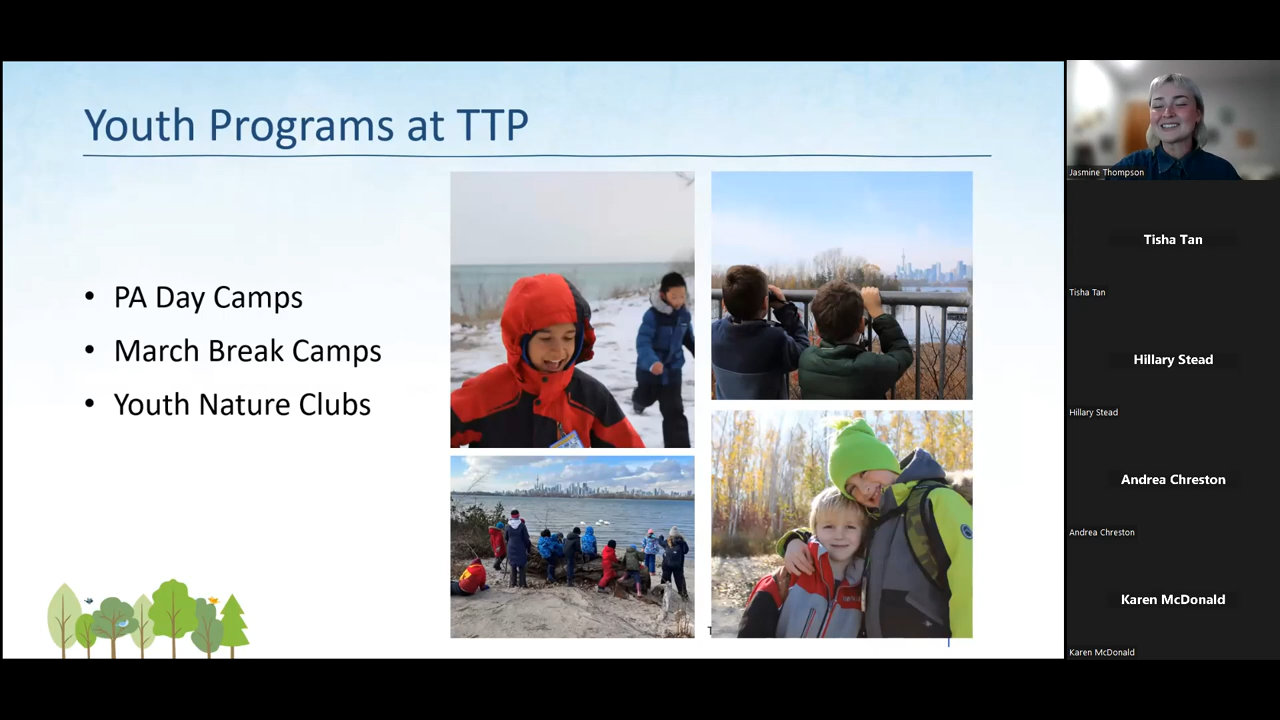 Youth Programs at TTP
• PA Day Camps
• March Break Camps
• Youth Nature Clubs
T
Jasmine Thompson
Tisha Tan
Tisha Tan
Hillary Stead
Hillary Stead
Andrea Chreston
Andrea Chreston
Karen McDonald
Karen McDonald